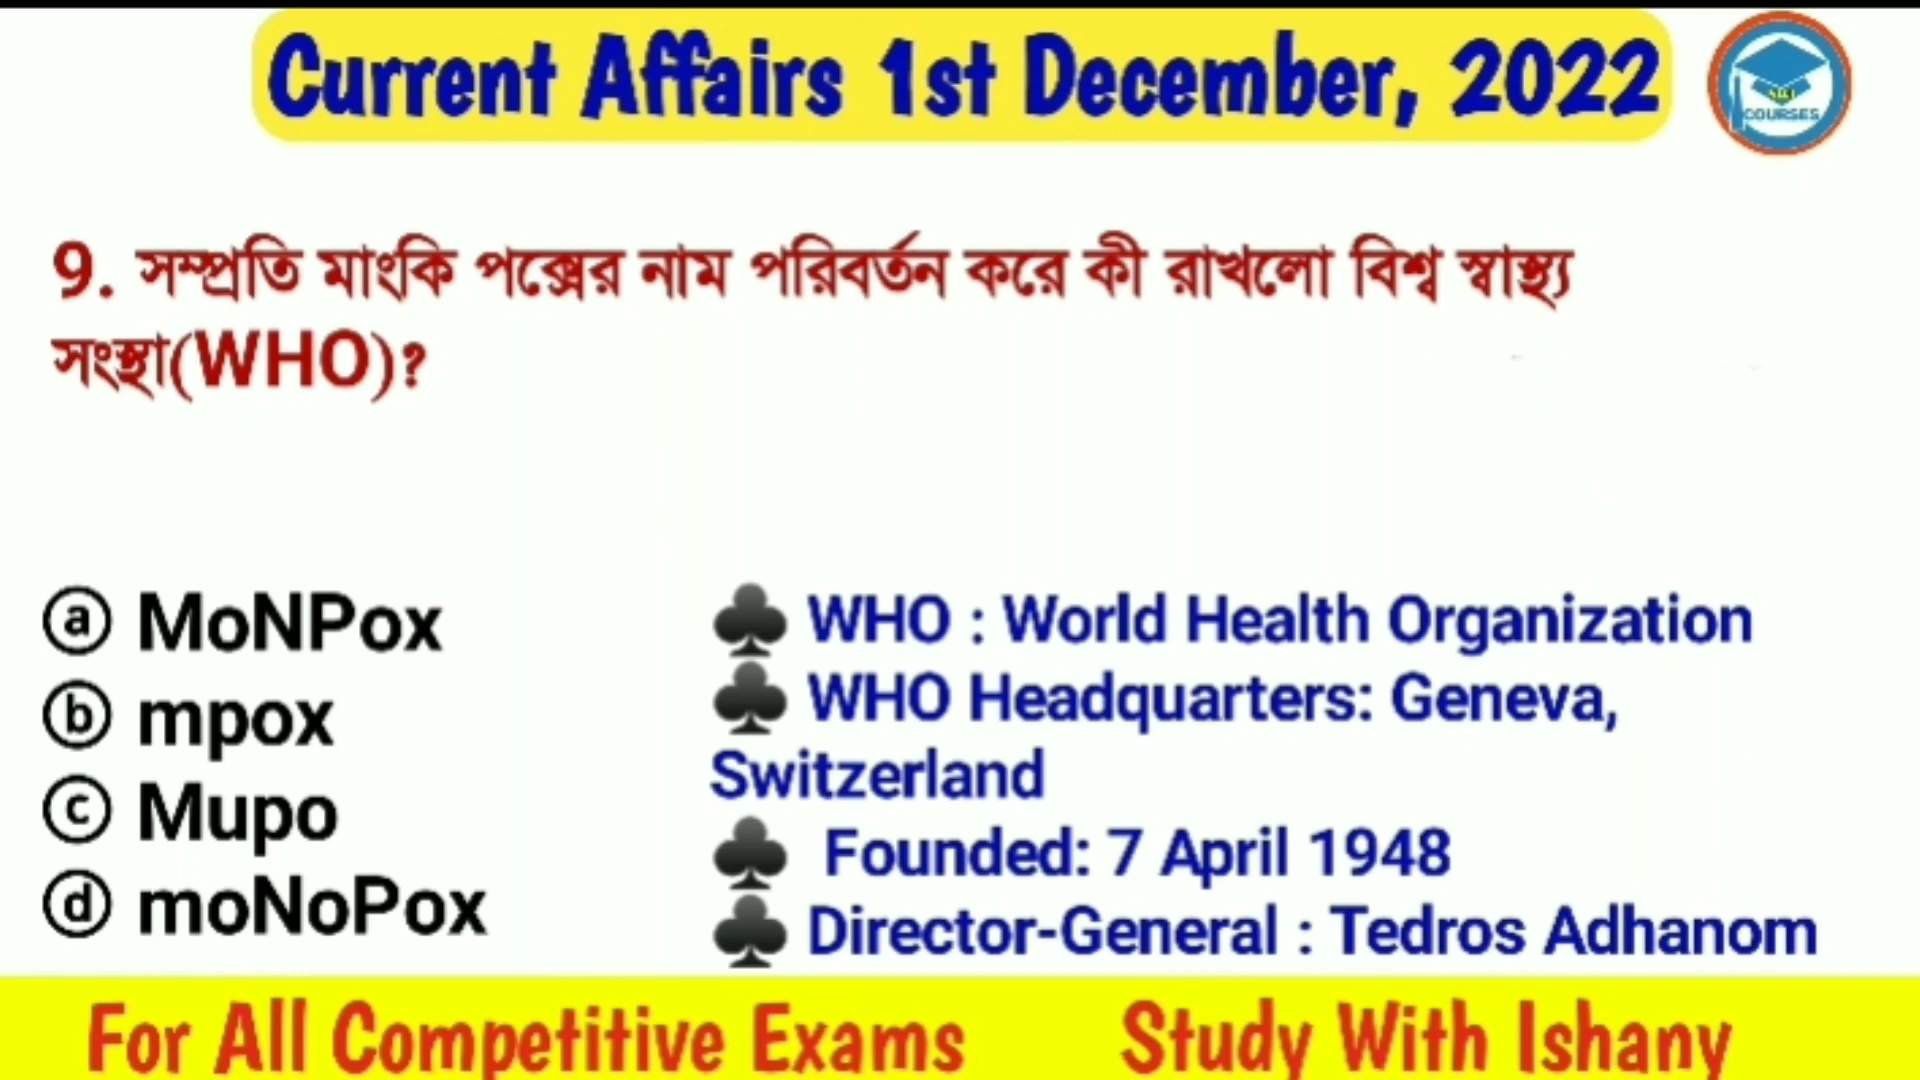 Current Affairs 1st December, 2022
COURSES
9. সম্প্রতি মাংকি পক্সের নাম পরিবর্তন করে কী রাখলো বিশ্ব স্বাস্থ্য
সংস্থা(WHO)?
ⓐ MoNPox
ⓑ mpox
ⓒ Mupo
ⓓ moNoPox
♣ WHO : World Health Organization
♣ WHO Headquarters: Geneva,
Switzerland
♣ Founded: 7 April 1948
♣ Director-General : Tedros Adhanom
For All Competitive Exams Study With Ishany